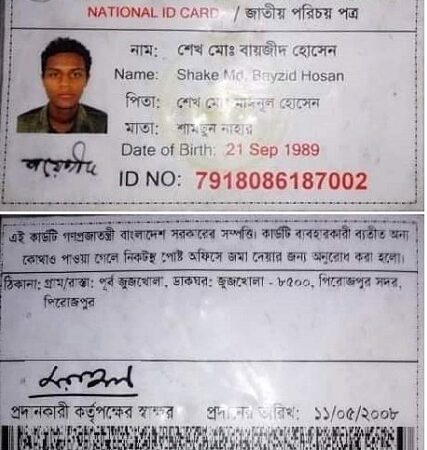 NATIONAL ID CARD / জাতীয় পরিচয় পত্র
নাম: শেখ মোঃ বায়জীদ হোসেন
Name: Shake Md. Bayzid Hosan
পিতা: শেখ মোঃ হোসেন
মাতা: শামছুন নাহার
Date of Birth: 21 Sep 1989
ID NO: 7918086187002
এই কার্ডটি গণপ্রজাতন্ত্রী বাংলাদেশ সরকারের সম্পত্তি। কার্ডটি ব্যবহারকারী ব্যতীত অন্য
কোথাও পাওয়া গেলে নিকটস্থ পোষ্ট অফিসে জমা দেয়ার জন্য অনুরোধ করা হলো।
ঠিকানা: গ্রাম/রাস্তা: পূর্ব জুজখোলা, ডাকঘর: জুজখোলা - ৮৫০০, পিরোজপুর সদর,
পিরোজপুর
প্রদানকারী কর্তৃপক্ষের স্বাক্ষর প্রদানের তারিখ: ১১/০৫/২০০৮